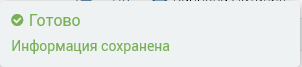 Готово
Информация сохранена